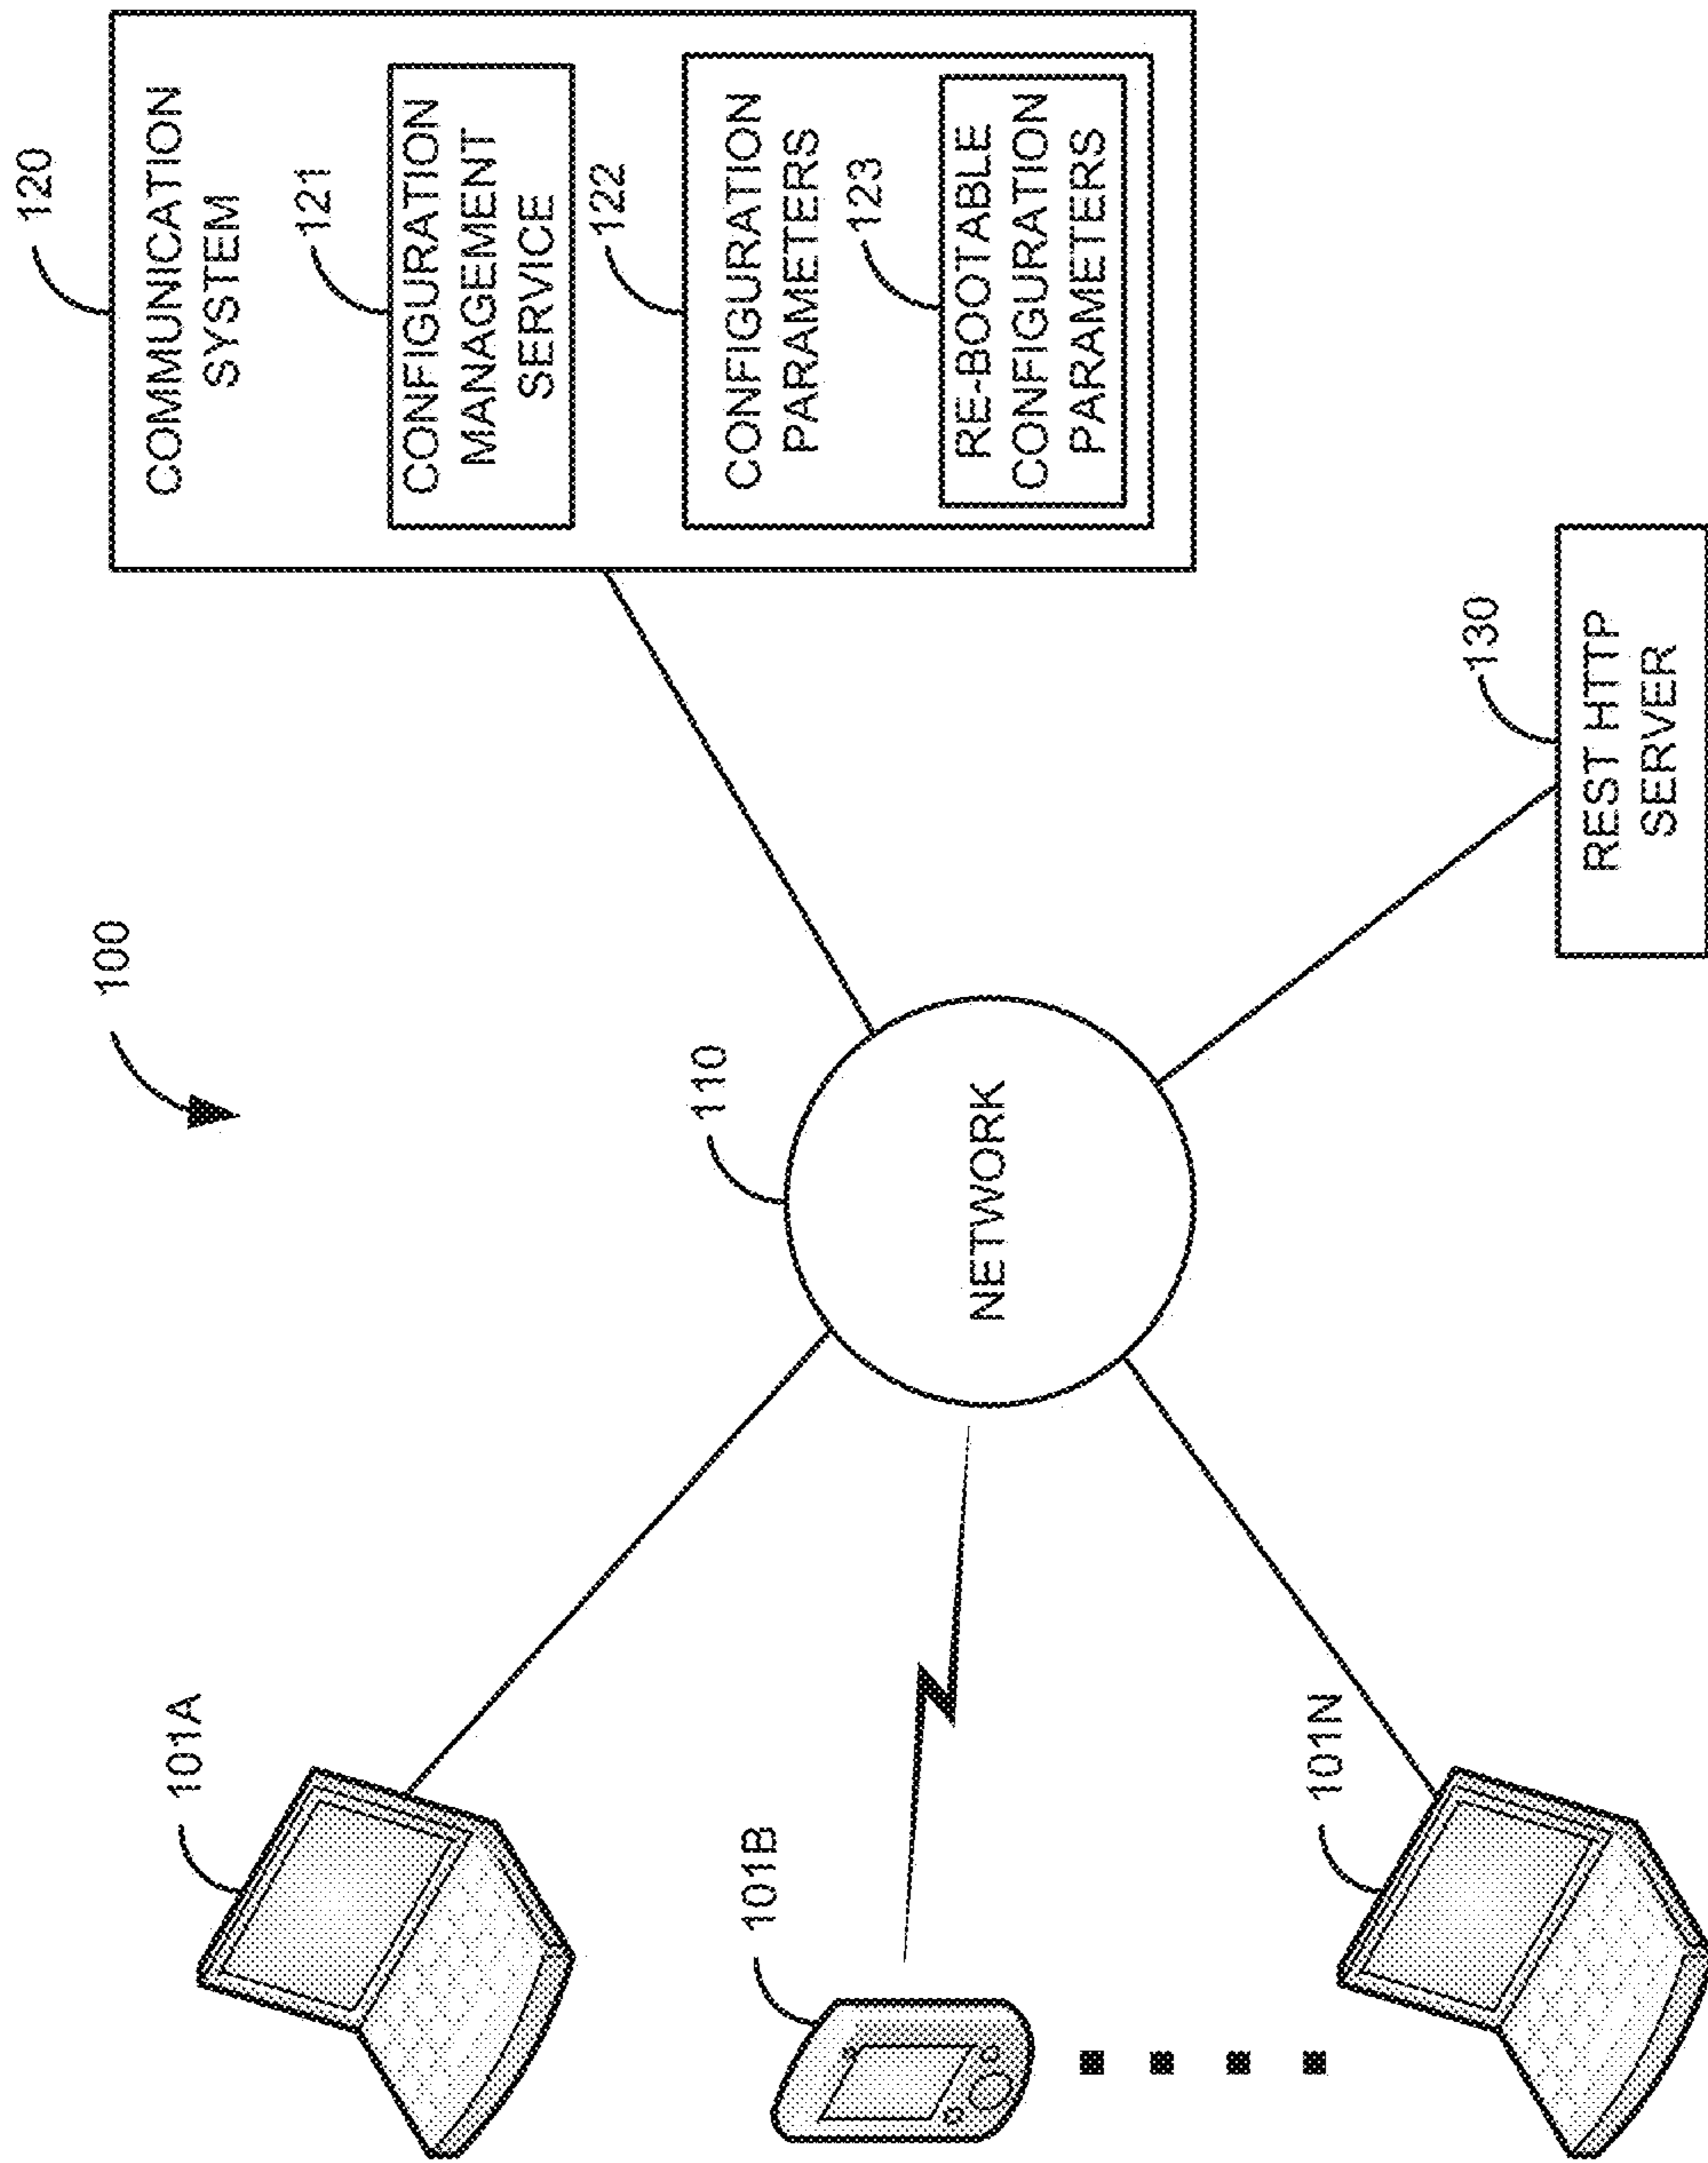 100
120
COMMUNICATION
SYSTEM
121
CONFIGURATION
MANAGEMENT
SERVICE
122
CONFIGURATION
PARAMETERS
123
RE-BOOTABLE
CONFIGURATION
PARAMETERS
101A
110
NETWORK
101B
101N
130
REST HTTP
SERVER